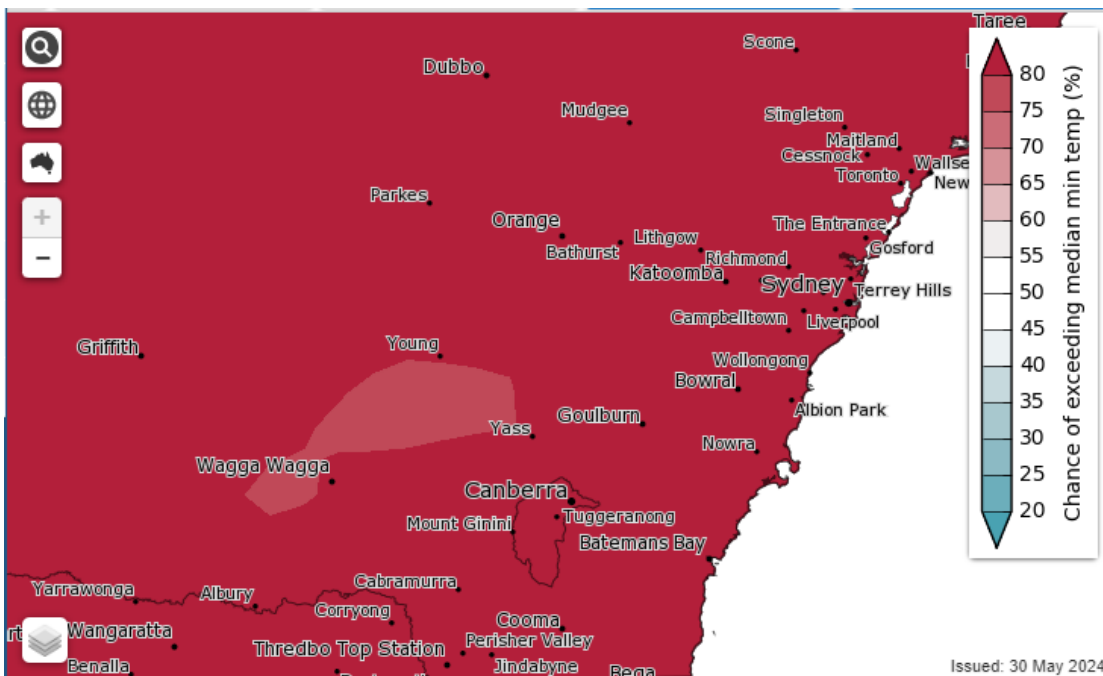 Taree
Scone
Dubbo
Mudgee
Singleton
Maitland
Cessnock
Wallse
Toronto
New
Parkes
Orange
The Entrance
Lithgow
Bathurst
Gosford
Richmond
Katoomba
Sydney
Terrey Hills
Campbelltown
Liverpool
Griffith
Young
Wollongong
Bowral
Albion Park
Goulburn
Yass
Nowra
Wagga Wagga
Canberra
Mount Ginini
Tuggeranong
Batemans Bay
Cabramurra
Yarrawonga
Albury
Corryong
Cooma
Wangaratta
Perisher Valley
Thredbo Top Station
Benalla
Jindabyne
Bega
80
75
70
65
60
55
50
45
40
35
30
25
20
Chance of exceeding median min temp (%)
+
−
Issued: 30 May 2024